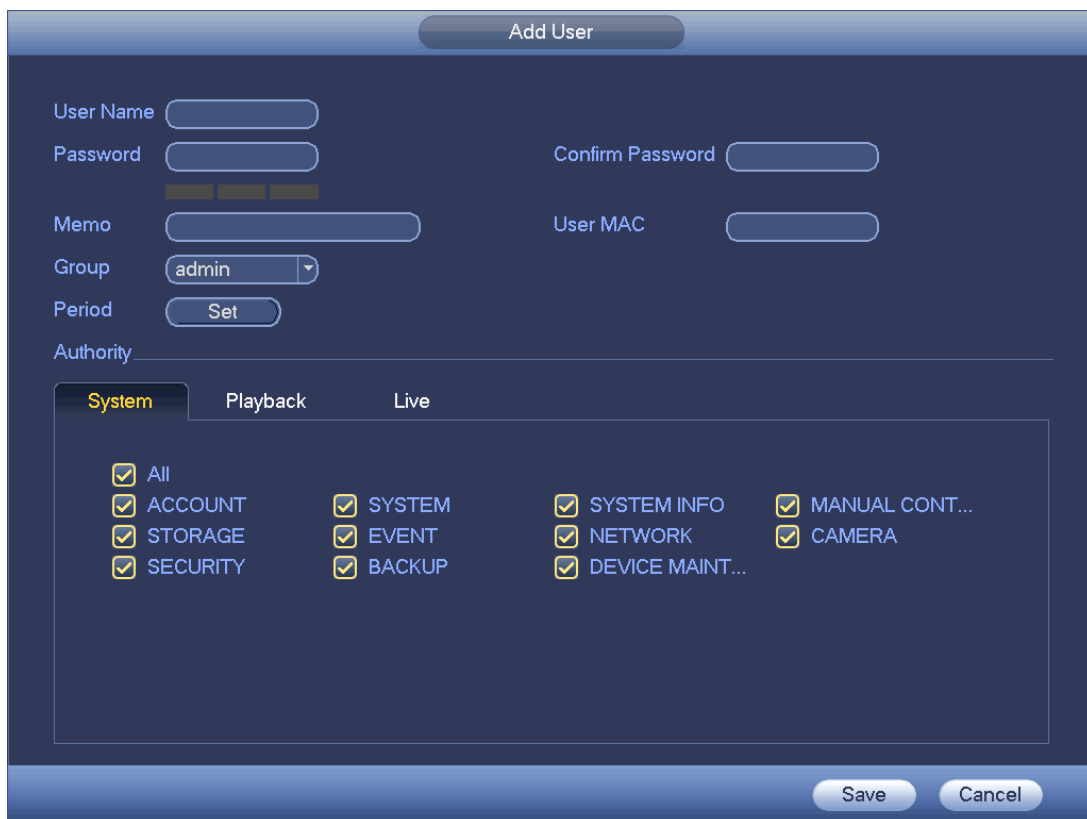 Add User
User Name
Password Confirm Password
Memo User MAC
Group admin
Period Set
Authority
System Playback Live
All
ACCOUNT SYSTEM SYSTEM INFO MANUAL CONT...
STORAGE EVENT NETWORK CAMERA
SECURITY BACKUP DEVICE MAINT...
Save Cancel